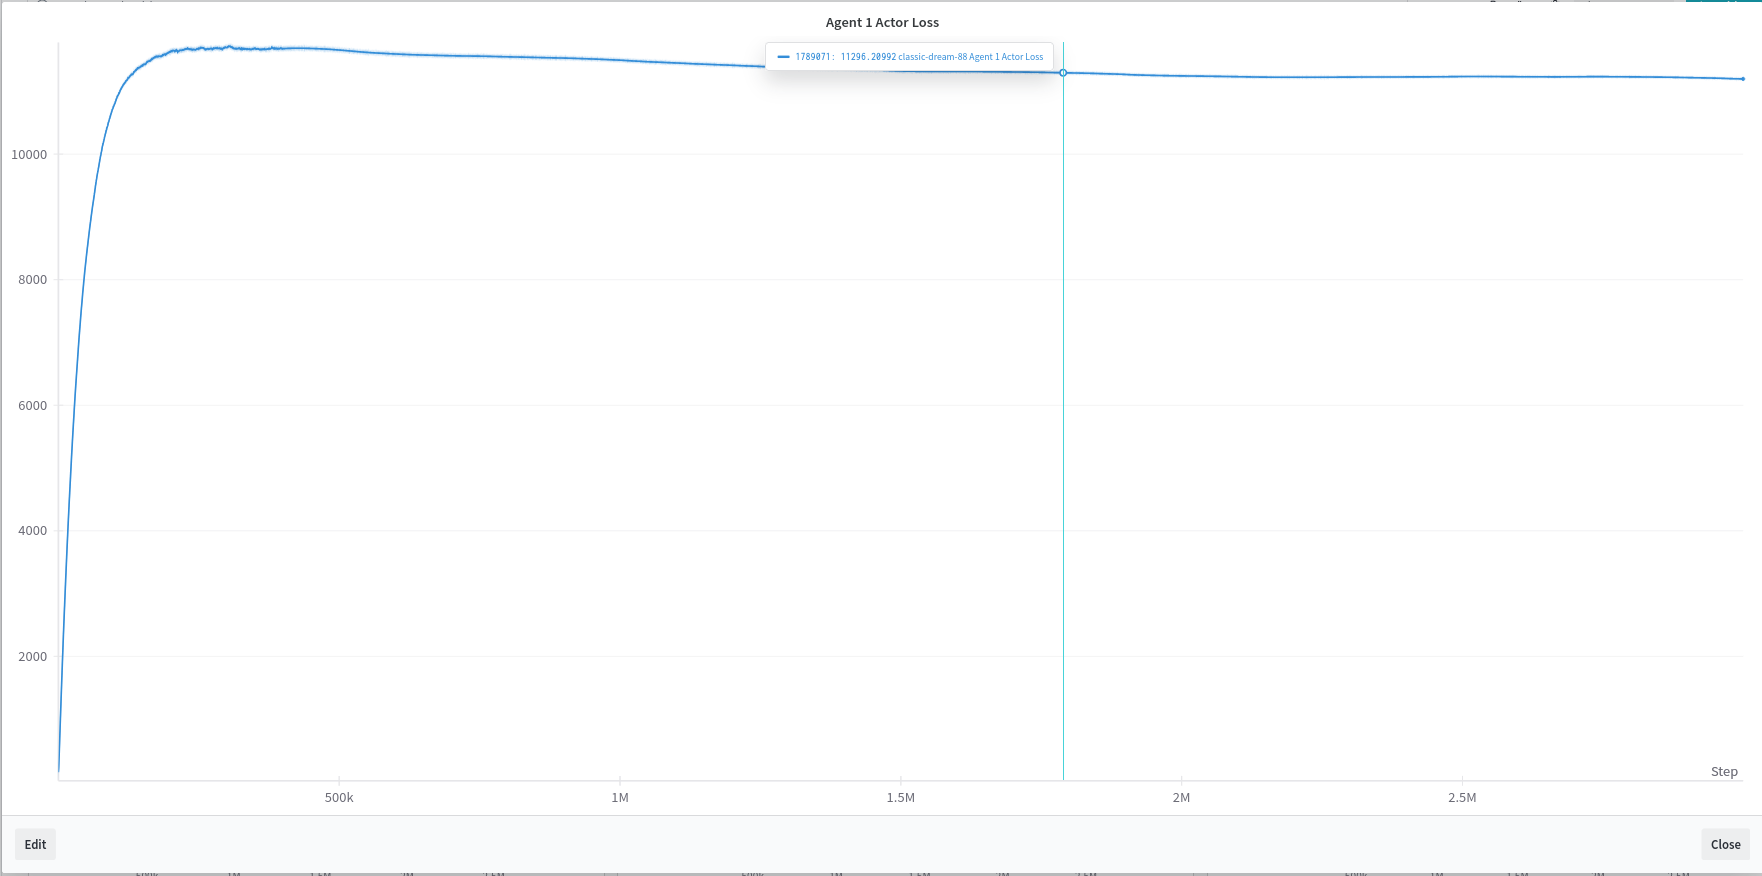 Agent 1 Actor Loss
1789071: 11296.20992 classic-dream-88 Agent 1 Actor Loss
10000
8000
6000
4000
2000
Step
500k
1M
1.5M
2M
2.5M
Edit
Close